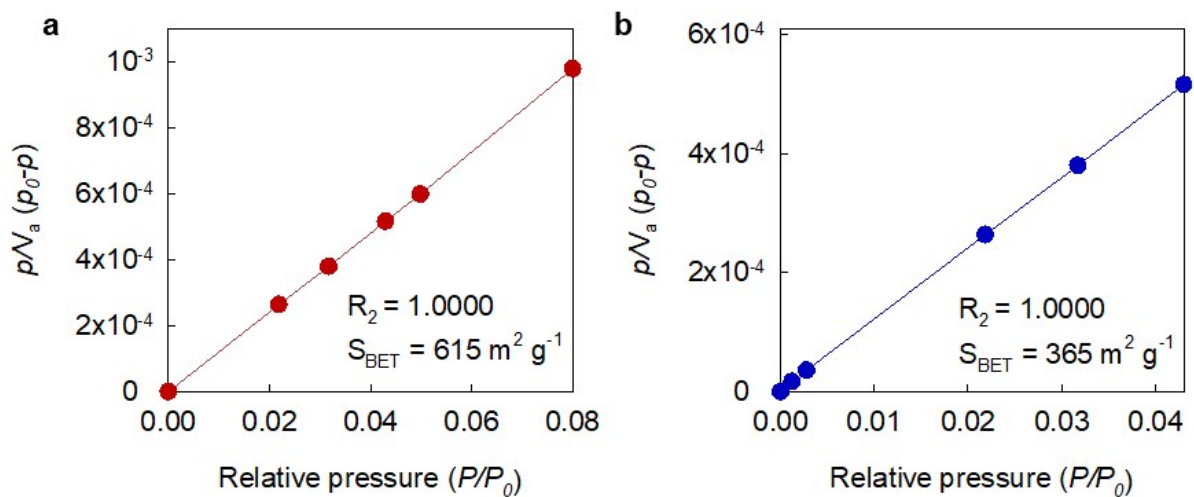 a
10⁻³
8x10⁻⁴
6x10⁻⁴
4x10⁻⁴
2x10⁻⁴
0
p/Vₐ (p₀-p)
R₂ = 1.0000
S_BET = 615 m² g⁻¹
0.00 0.02 0.04 0.06 0.08
Relative pressure (P/P₀)
b
6x10⁻⁴
4x10⁻⁴
2x10⁻⁴
0
p/Vₐ (p₀-p)
R₂ = 1.0000
S_BET = 365 m² g⁻¹
0.00 0.01 0.02 0.03 0.04
Relative pressure (P/P₀)